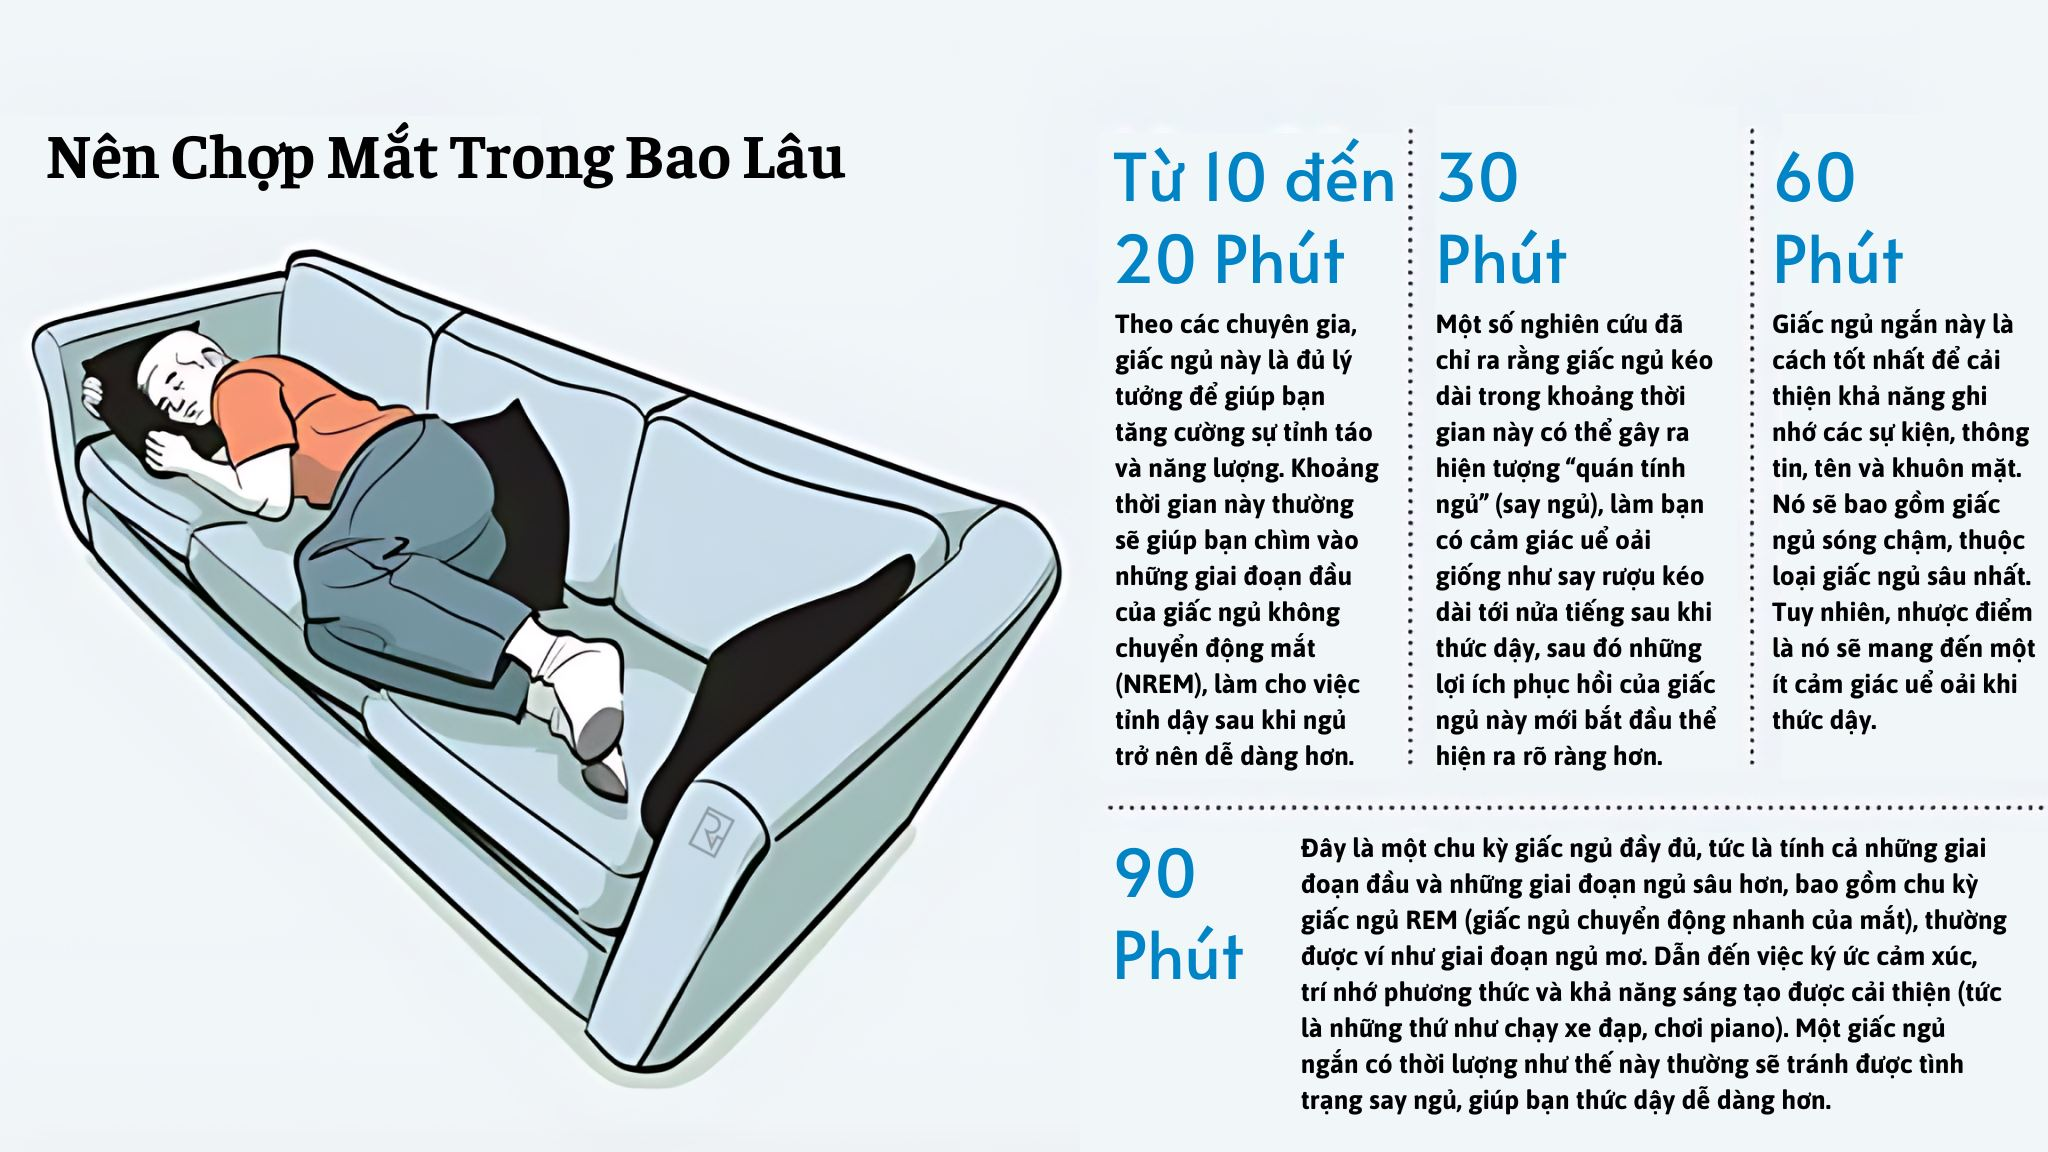 Nên Chợp Mắt Trong Bao Lâu
Từ 10 đến
20 Phút
Theo các chuyên gia,
giấc ngủ này là đủ lý
tưởng để giúp bạn
tăng cường sự tỉnh táo
và năng lượng. Khoảng
thời gian này thường
sẽ giúp bạn chìm vào
những giai đoạn đầu
của giấc ngủ không
chuyển động mắt
(NREM), làm cho việc
tỉnh dậy sau khi ngủ
trở nên dễ dàng hơn.
30
Phút
Một số nghiên cứu đã
chỉ ra rằng giấc ngủ kéo
dài trong khoảng thời
gian này có thể gây ra
hiện tượng “quán tính
ngủ” (say ngủ), làm bạn
có cảm giác uể oải
giống như say rượu kéo
dài tới nửa tiếng sau khi
thức dậy, sau đó những
lợi ích phục hồi của giấc
ngủ này mới bắt đầu thể
hiện ra rõ ràng hơn.
60
Phút
Giấc ngủ ngắn này là
cách tốt nhất để cải
thiện khả năng ghi
nhớ các sự kiện, thông
tin, tên và khuôn mặt.
Nó sẽ bao gồm giấc
ngủ sóng chậm, thuộc
loại giấc ngủ sâu nhất.
Tuy nhiên, nhược điểm
là nó sẽ mang đến một
ít cảm giác uể oải khi
thức dậy.
90
Phút
Đây là một chu kỳ giấc ngủ đầy đủ, tức là tính cả những giai
đoạn đầu và những giai đoạn ngủ sâu hơn, bao gồm chu kỳ
giấc ngủ REM (giấc ngủ chuyển động nhanh của mắt), thường
được ví như giai đoạn ngủ mơ. Dẫn đến việc ký ức cảm xúc,
trí nhớ phương thức và khả năng sáng tạo được cải thiện (tức
là những thứ như chạy xe đạp, chơi piano). Một giấc ngủ
ngắn có thời lượng như thế này thường sẽ tránh được tình
trạng say ngủ, giúp bạn thức dậy dễ dàng hơn.